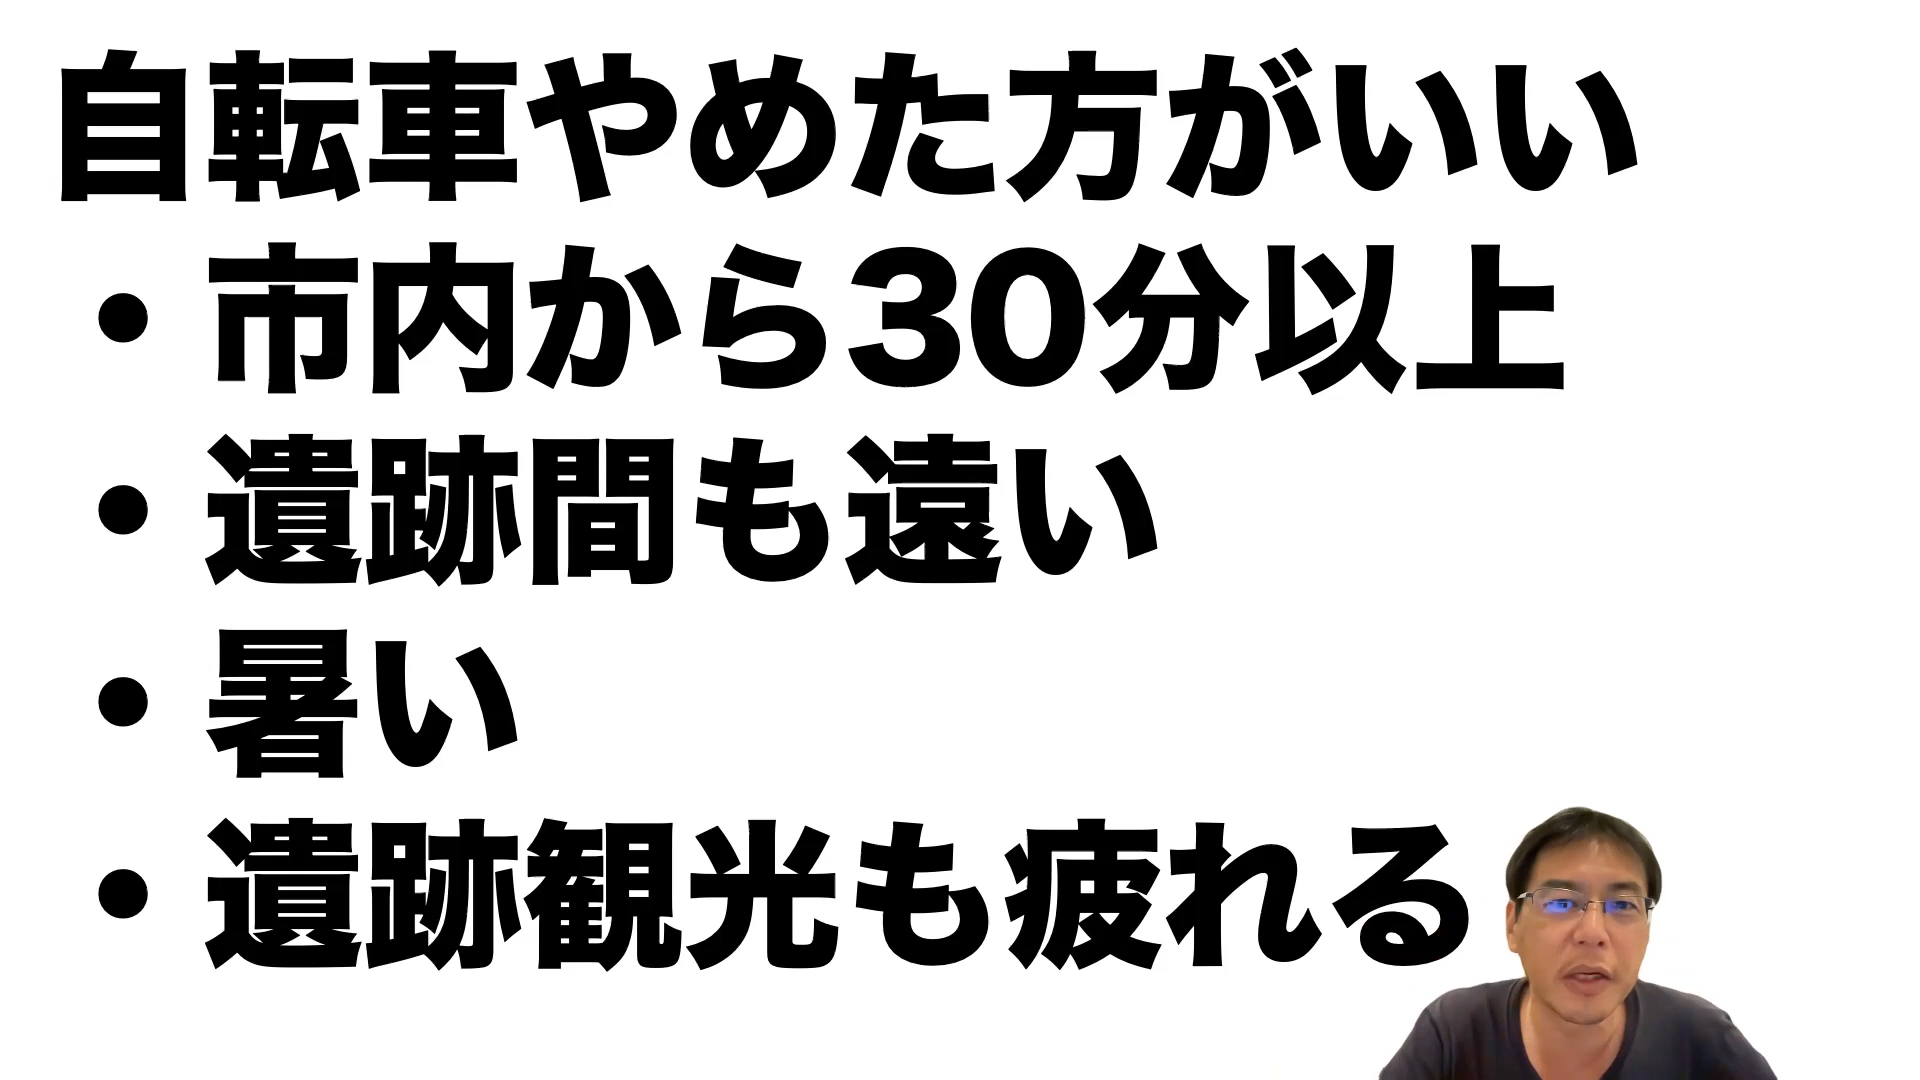 自転車やめた方がいい
・市内から30分以上
・遺跡間も遠い
・暑い
・遺跡観光も疲れる